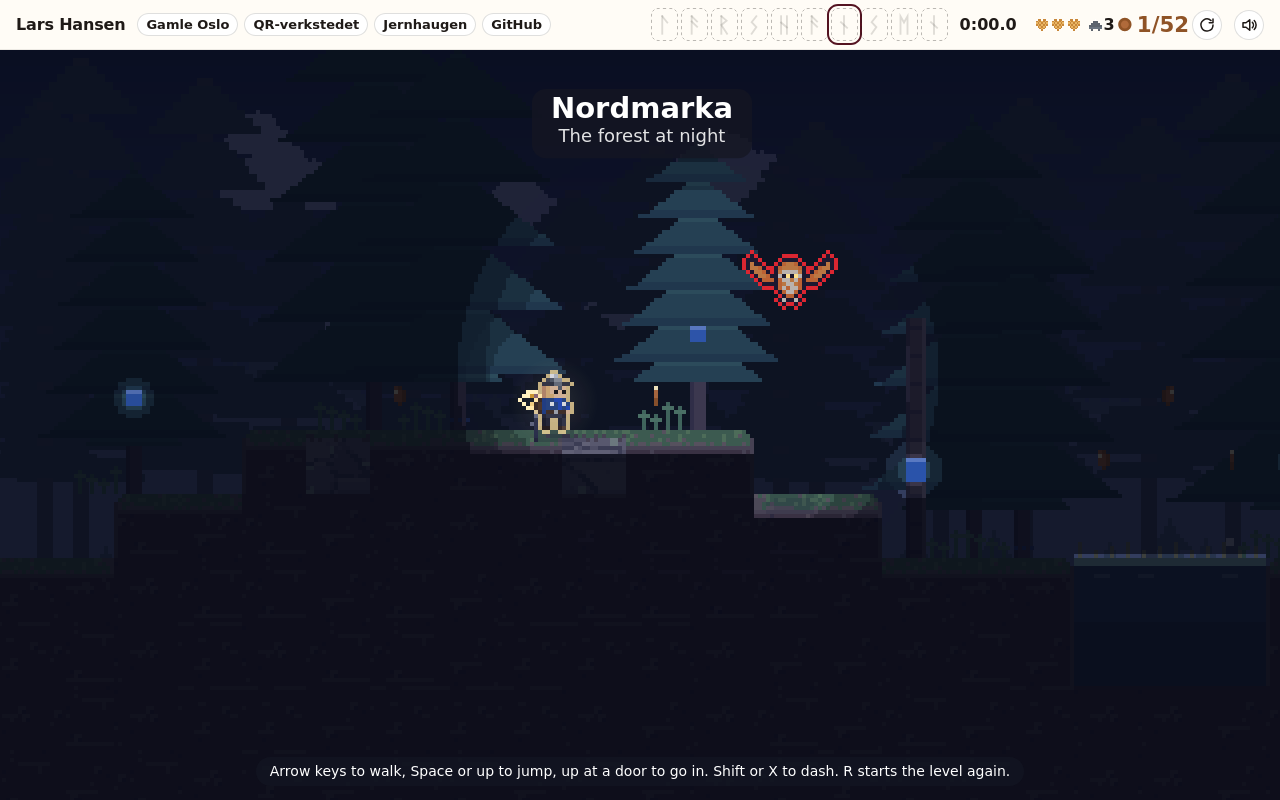 Lars Hansen Gamle Oslo QR-verkstedet Jernhaugen GitHub ᛚ ᚨ ᚱ ᛊ ᚺ ᚨ ᚾ ᛊ ᛖ ᚾ 0:00.0 3 1/52
Nordmarka
The forest at night
Arrow keys to walk, Space or up to jump, up at a door to go in. Shift or X to dash. R starts the level again.